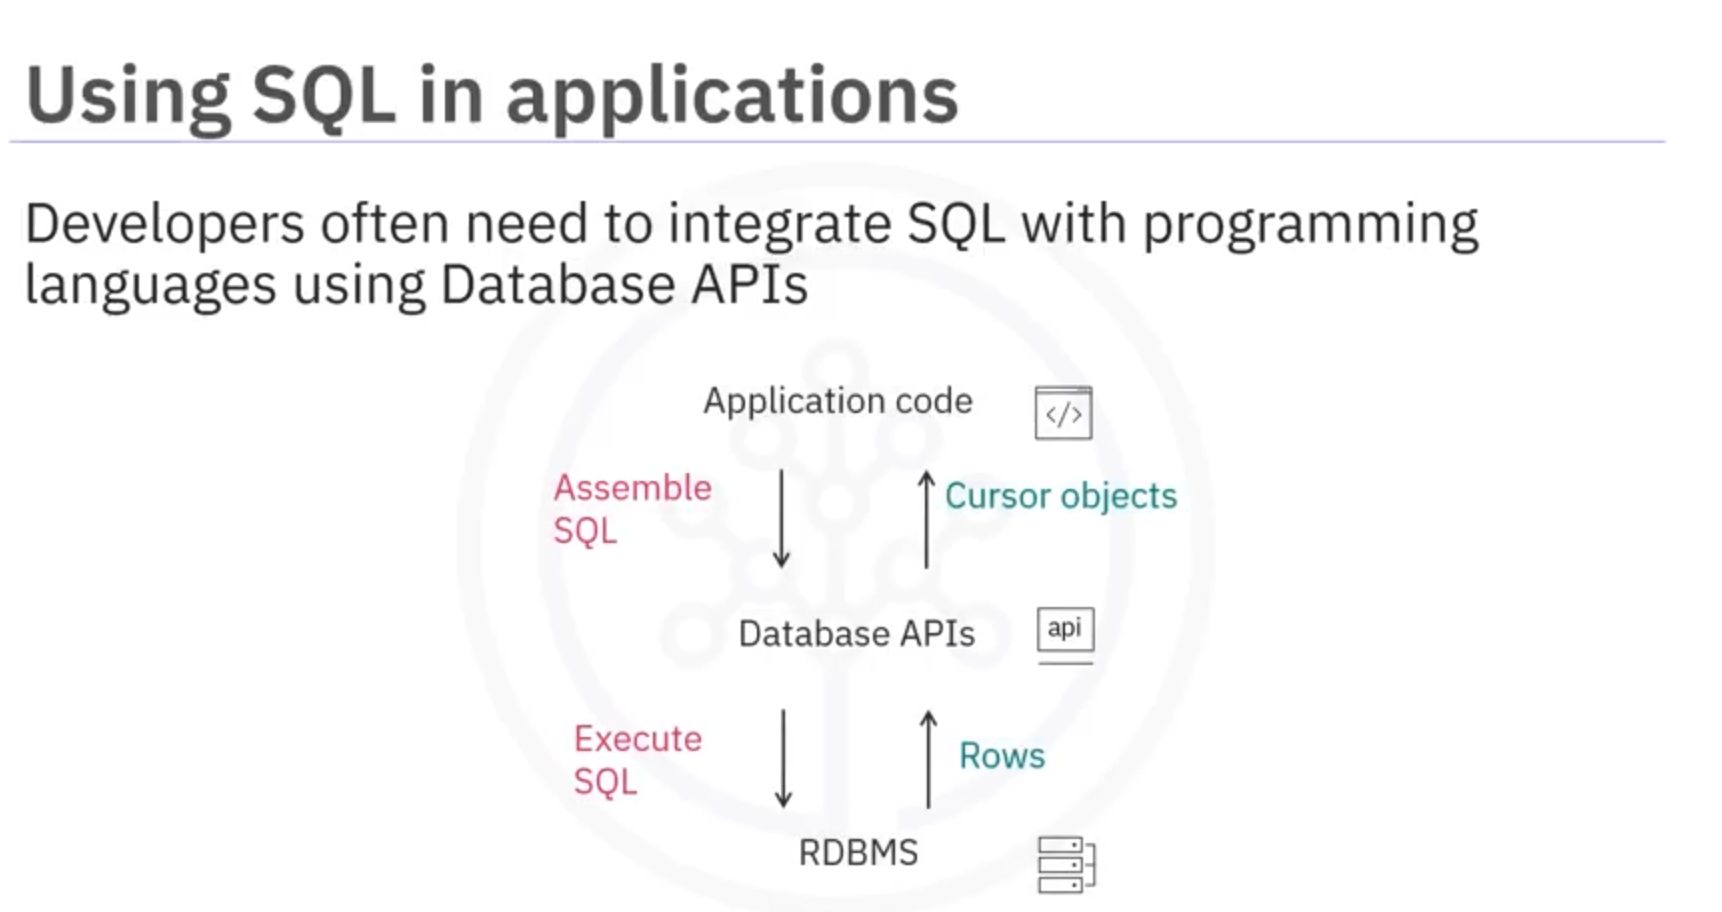 Using SQL in applications
Developers often need to integrate SQL with programming
languages using Database APIs
Application code
</>
Assemble
SQL
Cursor objects
Database APIs
api
Execute
SQL
Rows
RDBMS